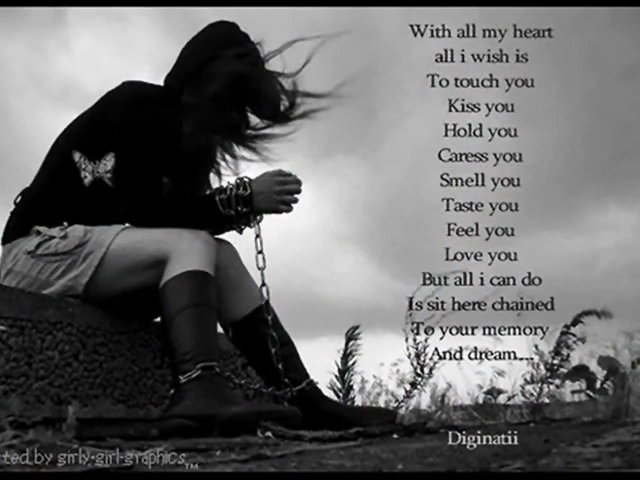 With all my heart
all i wish is
To touch you
Kiss you
Hold you
Caress you
Smell you
Taste you
Feel you
Love you
But all i can do
Is sit here chained
To your memory
And dream....
Diginatii
by girly-girl-graphics™